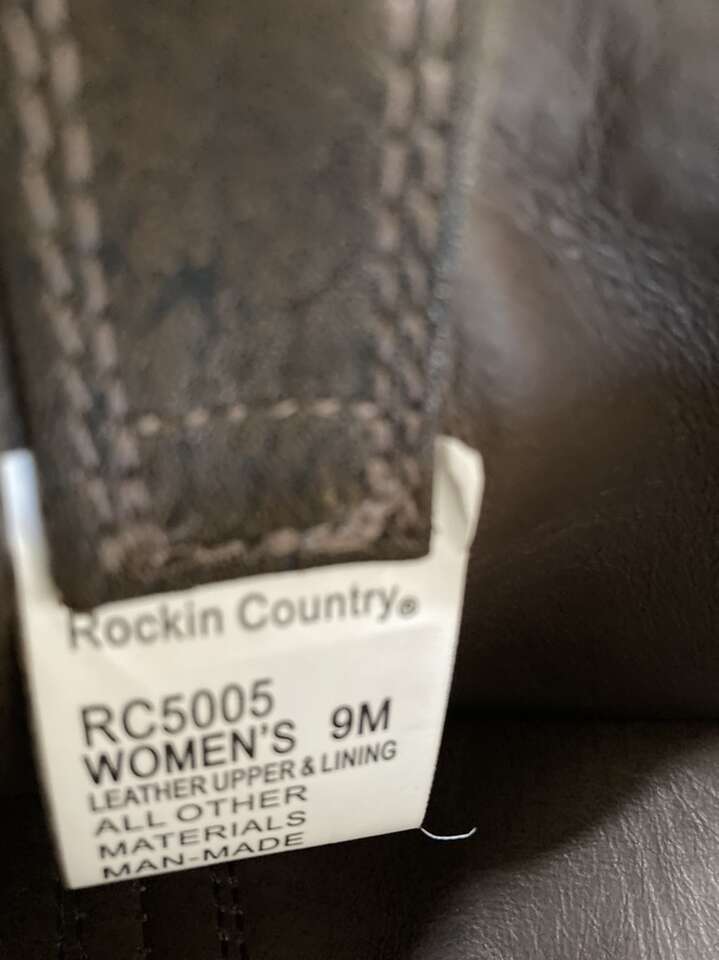 Rockin Country®
RC5005
WOMEN'S 9M
LEATHER UPPER & LINING
ALL OTHER
MATERIALS
MAN-MADE